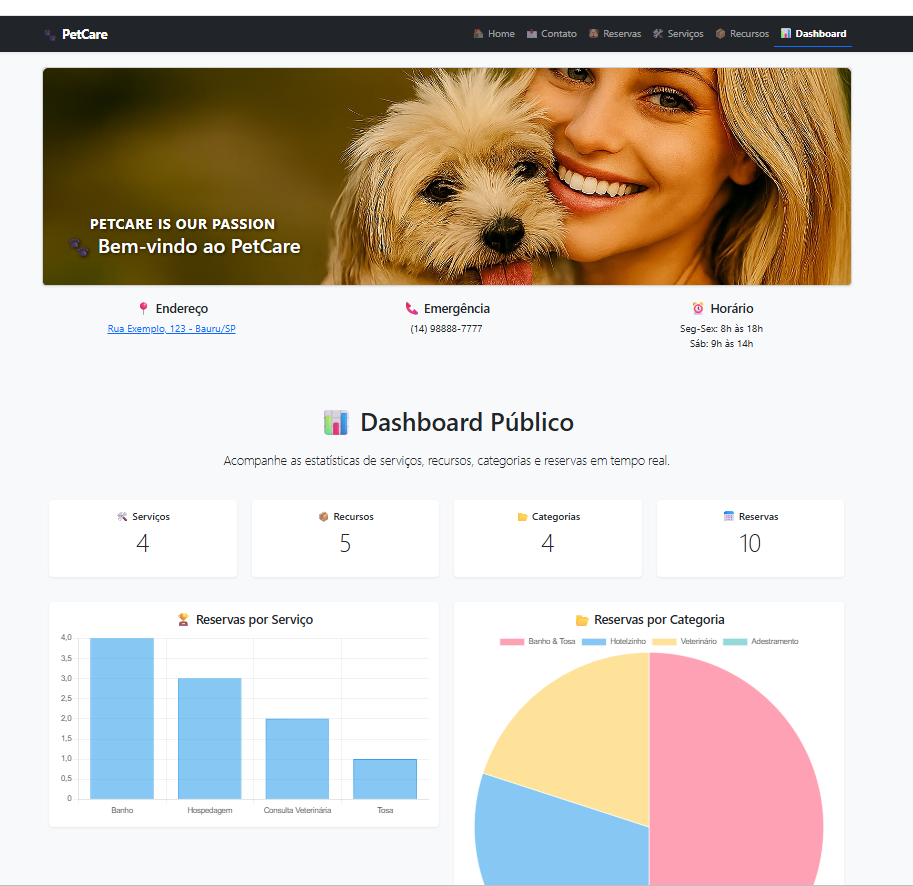 PetCare
Home Contato Reservas Serviços Recursos Dashboard
PETCARE IS OUR PASSION
Bem-vindo ao PetCare
Endereço
Rua Exemplo, 123 - Bauru/SP
Emergência
(14) 98888-7777
Horário
Seg-Sex: 8h às 18h
Sáb: 9h às 14h
Dashboard Público
Acompanhe as estatísticas de serviços, recursos, categorias e reservas em tempo real.
Serviços
4
Recursos
5
Categorias
4
Reservas
10
Reservas por Serviço
4,0
3,5
3,0
2,5
2,0
1,5
1,0
0,5
0
Banho Hospedagem Consulta Veterinária Tosa
Reservas por Categoria
Banho & Tosa Hotelzinho Veterinário Adestramento